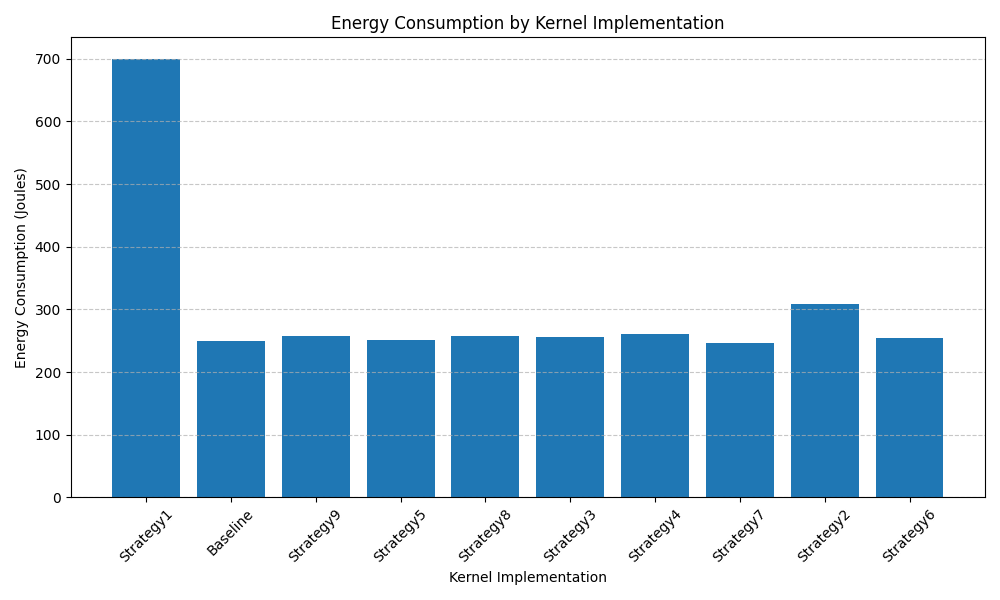 Energy Consumption by Kernel Implementation
Energy Consumption (Joules)
700
600
500
400
300
200
100
0
Strategy1
Baseline
Strategy9
Strategy5
Strategy8
Strategy3
Strategy4
Strategy7
Strategy2
Strategy6
Kernel Implementation